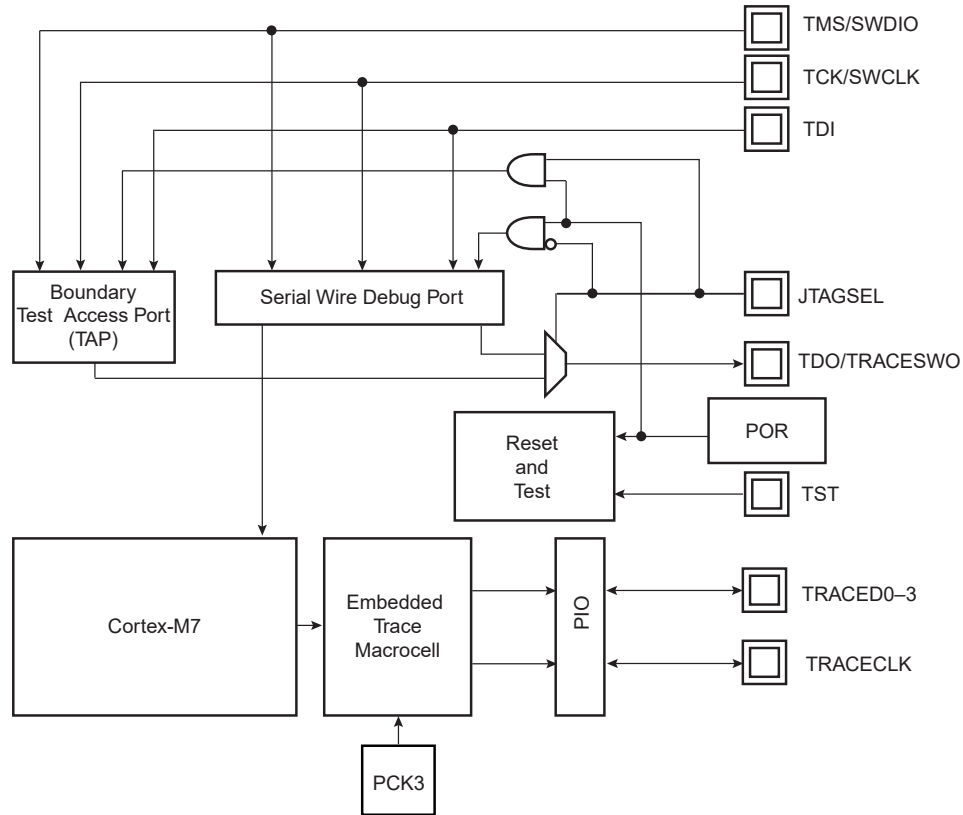 TMS/SWDIO
TCK/SWCLK
TDI
Boundary
Test Access Port
(TAP)
Serial Wire Debug Port
JTAGSEL
TDO/TRACESWO
Reset
and
Test
POR
TST
Cortex-M7
Embedded
Trace
Macrocell
PIO
TRACED0–3
TRACECLK
PCK3